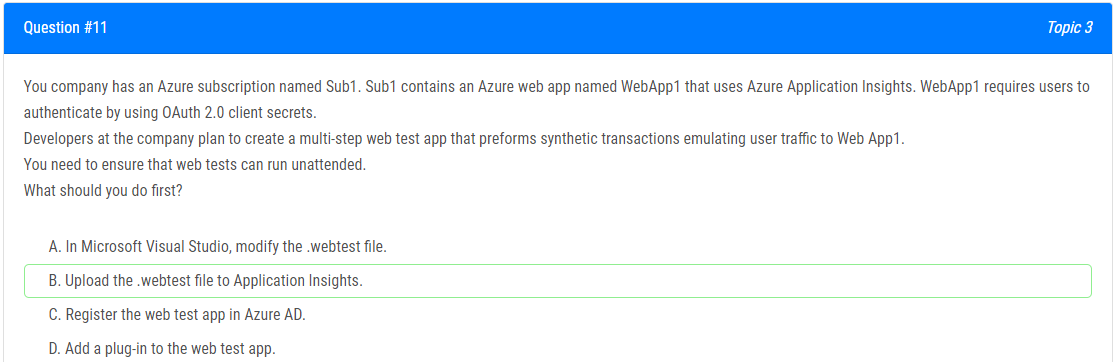 Question #11
Topic 3
You company has an Azure subscription named Sub1. Sub1 contains an Azure web app named WebApp1 that uses Azure Application Insights. WebApp1 requires users to
authenticate by using OAuth 2.0 client secrets.
Developers at the company plan to create a multi-step web test app that preforms synthetic transactions emulating user traffic to Web App1.
You need to ensure that web tests can run unattended.
What should you do first?
A. In Microsoft Visual Studio, modify the .webtest file.
B. Upload the .webtest file to Application Insights.
C. Register the web test app in Azure AD.
D. Add a plug-in to the web test app.